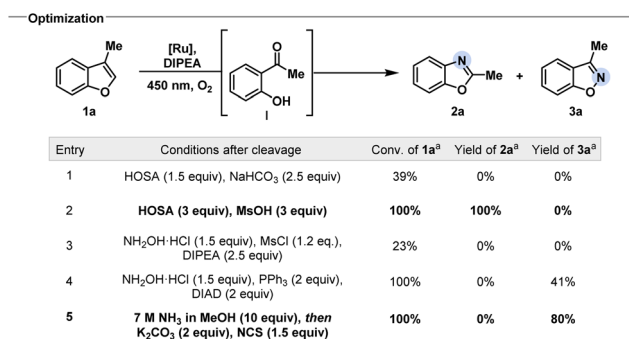 Optimization
Me
O
1a
[Ru],
DIPEA
450 nm, O₂
O
Me
OH
I
N
Me
O
2a
+
Me
N
O
3a
Entry Conditions after cleavage Conv. of 1aᵃ Yield of 2aᵃ Yield of 3aᵃ
1 HOSA (1.5 equiv), NaHCO₃ (2.5 equiv) 39% 0% 0%
2 HOSA (3 equiv), MsOH (3 equiv) 100% 100% 0%
3 NH₂OH·HCl (1.5 equiv), MsCl (1.2 eq.),
DIPEA (2.5 equiv) 23% 0% 0%
4 NH₂OH·HCl (1.5 equiv), PPh₃ (2 equiv),
DIAD (2 equiv) 100% 0% 41%
5 7 M NH₃ in MeOH (10 equiv), then
K₂CO₃ (2 equiv), NCS (1.5 equiv) 100% 0% 80%